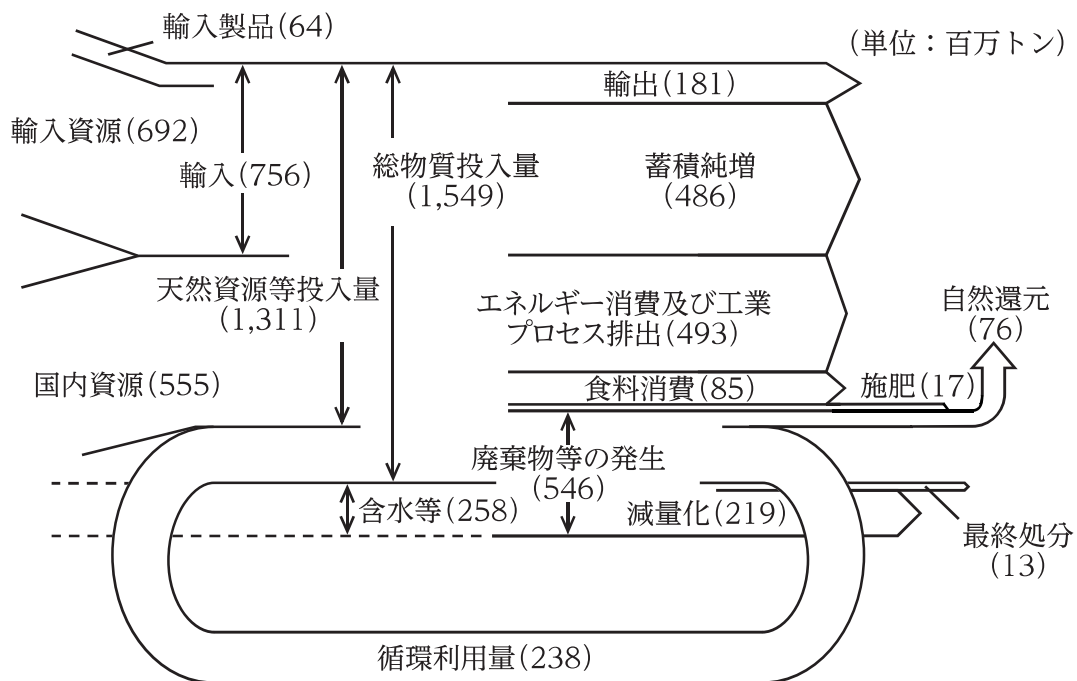 輸入製品(64)
(単位：百万トン)
輸出(181)
輸入資源(692)
輸入(756)
総物質投入量
(1,549)
蓄積純増
(486)
天然資源等投入量
(1,311)
エネルギー消費及び工業
プロセス排出(493)
自然還元
(76)
国内資源(555)
食料消費(85)
施肥(17)
廃棄物等の発生
(546)
含水等(258)
減量化(219)
最終処分
(13)
循環利用量(238)